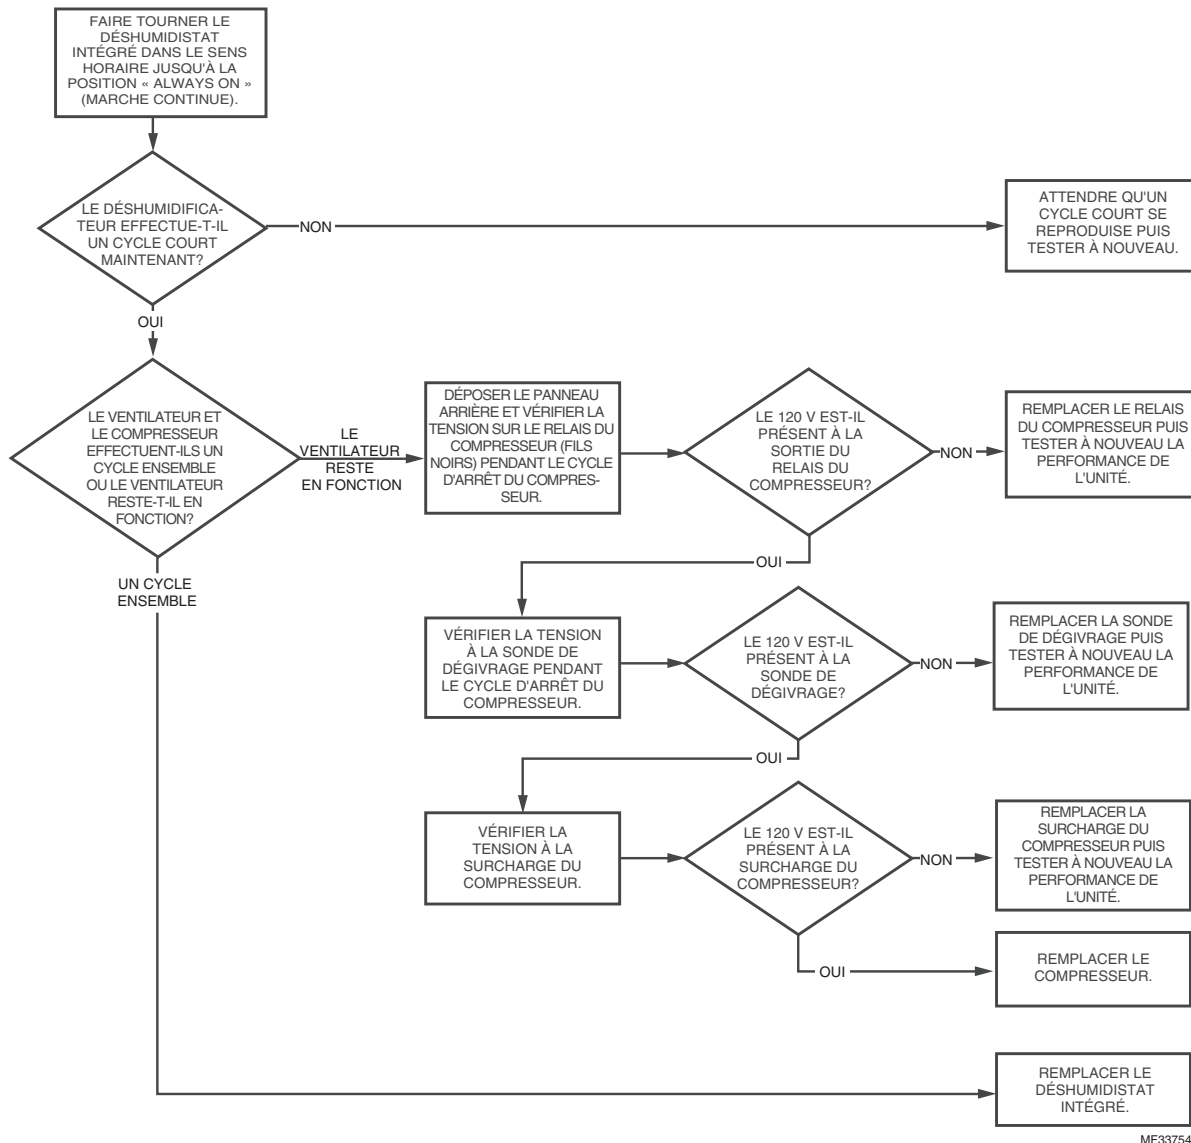 FAIRE TOURNER LE
DÉSHUMIDISTAT
INTÉGRÉ DANS LE SENS
HORAIRE JUSQU'À LA
POSITION « ALWAYS ON »
(MARCHE CONTINUE).
LE DÉSHUMIDIFICA-
TEUR EFFECTUE-T-IL
UN CYCLE COURT
MAINTENANT?
NON
ATTENDRE QU'UN
CYCLE COURT SE
REPRODUISE PUIS
TESTER À NOUVEAU.
OUI
LE VENTILATEUR ET
LE COMPRESSEUR
EFFECTUENT-ILS UN
CYCLE ENSEMBLE
OU LE VENTILATEUR
RESTE-T-IL EN
FONCTION?
LE
VENTILATEUR
RESTE
EN FONCTION
DÉPOSER LE PANNEAU
ARRIÈRE ET VÉRIFIER LA
TENSION SUR LE RELAIS DU
COMPRESSEUR (FILS
NOIRS) PENDANT LE CYCLE
D'ARRÊT DU COMPRES-
SEUR.
LE 120 V EST-IL
PRÉSENT À LA
SORTIE DU
RELAIS DU
COMPRESSEUR?
NON
REMPLACER LE RELAIS
DU COMPRESSEUR PUIS
TESTER À NOUVEAU LA
PERFORMANCE DE
L'UNITÉ.
OUI
UN CYCLE
ENSEMBLE
VÉRIFIER LA TENSION
À LA SONDE DE
DÉGIVRAGE PENDANT
LE CYCLE D'ARRÊT DU
COMPRESSEUR.
LE 120 V EST-IL
PRÉSENT À LA
SONDE DE
DÉGIVRAGE?
NON
REMPLACER LA SONDE
DE DÉGIVRAGE PUIS
TESTER À NOUVEAU LA
PERFORMANCE DE
L'UNITÉ.
OUI
VÉRIFIER LA
TENSION À LA
SURCHARGE DU
COMPRESSEUR.
LE 120 V EST-IL
PRÉSENT À LA
SURCHARGE DU
COMPRESSEUR?
NON
REMPLACER LA
SURCHARGE DU
COMPRESSEUR PUIS
TESTER À NOUVEAU LA
PERFORMANCE DE
L'UNITÉ.
OUI
REMPLACER LE
COMPRESSEUR.
REMPLACER LE
DÉSHUMIDISTAT
INTÉGRÉ.
MF33754